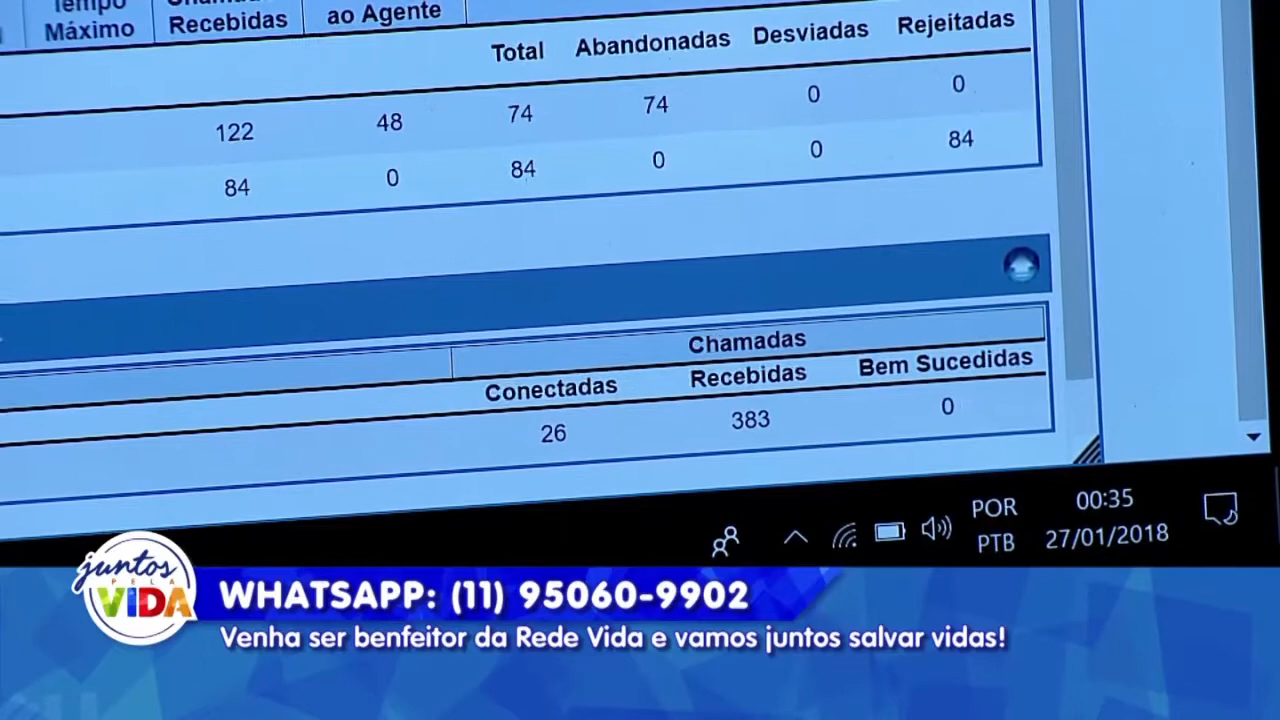 Tempo
Máximo
Recebidas
ao Agente
Total Abandonadas Desviadas Rejeitadas
122 48 74 74 0 0
84 0 84 0 0 84
Chamadas
Conectadas Recebidas Bem Sucedidas
26 383 0
POR 00:35
PTB 27/01/2018
juntos
PELA
VIDA
WHATSAPP: (11) 95060-9902
Venha ser benfeitor da Rede Vida e vamos juntos salvar vidas!